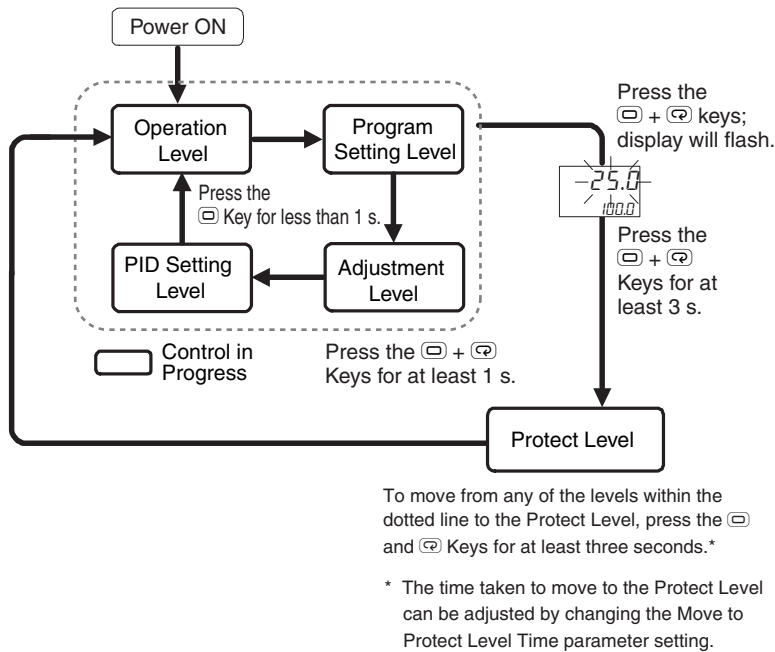 Power ON
Operation
Level
Program
Setting Level
Press the
+ keys;
display will flash.
25.0
100.0
Press the
Key for less than 1 s.
PID Setting
Level
Adjustment
Level
Press the
+
Keys for at
least 3 s.
Control in
Progress
Press the +
Keys for at least 1 s.
Protect Level
To move from any of the levels within the
dotted line to the Protect Level, press the
and Keys for at least three seconds.*
* The time taken to move to the Protect Level
can be adjusted by changing the Move to
Protect Level Time parameter setting.